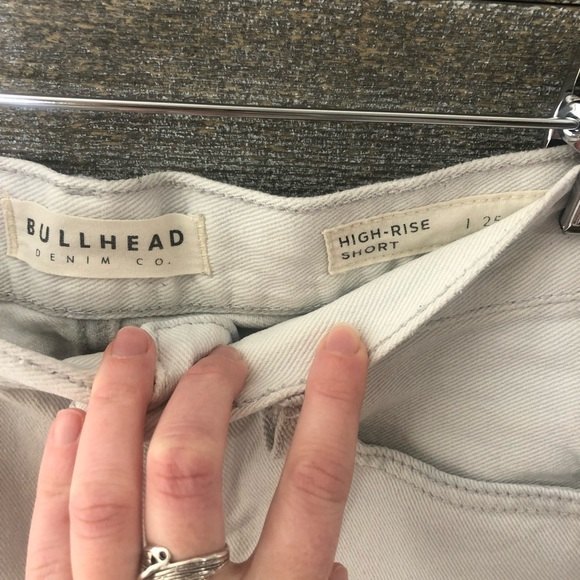 BULLHEAD
DENIM CO.
HIGH-RISE
SHORT
| 25